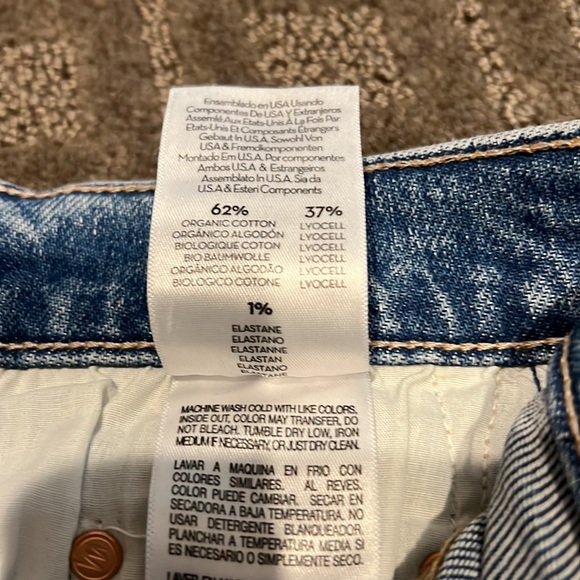 Ensamblado en USA Usando
Componentes De USA Y Extranjeros
Assemlé Aux Etats-Unis À La Fois Par
Etats-Unis Et Composants Étrangers
Gebaut In U.S.A. Sowohl Von
USA & Fremdkomponenten
Montado Em U.S.A. Por componentes
Ambos U.S.A & Estrangeiros
Assemblato In U.S.A. Sia da
U.S.A & Esteri Components
62% 37%
ORGANIC COTTON LYOCELL
ORGÁNICO ALGODÓN LYOCELL
BIOLOGIQUE COTON LYOCELL
BIO BAUMWOLLE LYOCELL
ORGÂNICO ALGODÃO LYOCELL
BIOLOGICO COTONE LYOCELL
1%
ELASTANE
ELASTANO
ELASTANNE
ELASTAN
ELASTANO
ELASTANE
MACHINE WASH COLD WITH LIKE COLORS,
INSIDE OUT, COLOR MAY TRANSFER, DO
NOT BLEACH. TUMBLE DRY LOW, IRON
MEDIUM IF NECESSARY, OR JUST DRY CLEAN.
LAVAR A MAQUINA EN FRIO CON
COLORES SIMILARES. AL REVES.
COLOR PUEDE CAMBIAR. SECAR EN
SECADORA A BAJA TEMPERATURA. NO
USAR DETERGENTE BLANQUEADOR.
PLANCHAR A TEMPERATURA MEDIA SI
ES NECESARIO O SIMPLEMENTE SECO.